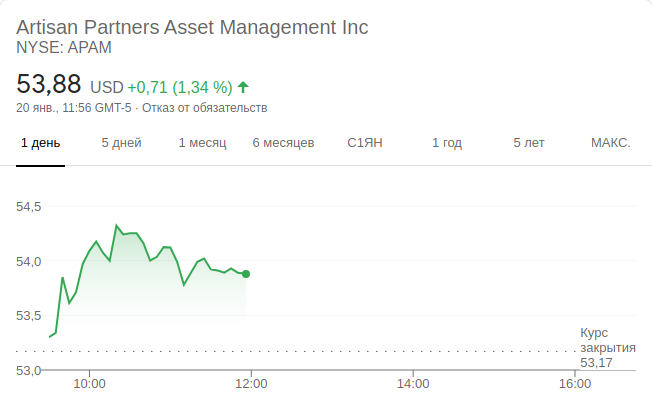 Artisan Partners Asset Management Inc
NYSE: APAM
53,88 USD +0,71 (1,34 %)
20 янв., 11:56 GMT-5 · Отказ от обязательств
1 день 5 дней 1 месяц 6 месяцев С1ЯН 1 год 5 лет МАКС.
54,5
54,0
53,5
53,0
Курс
закрытия
53,17
10:00 12:00 14:00 16:00